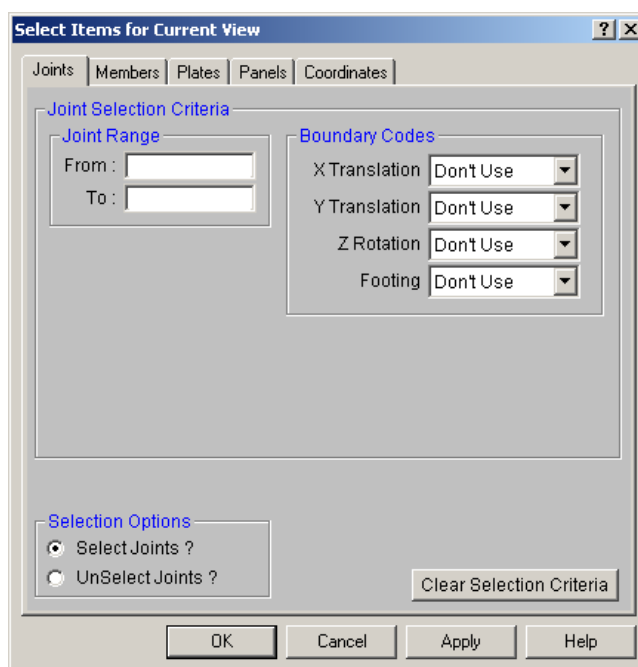 Select Items for Current View
Joints Members Plates Panels Coordinates
Joint Selection Criteria
Joint Range
From :
To :
Boundary Codes
X Translation Don't Use
Y Translation Don't Use
Z Rotation Don't Use
Footing Don't Use
Selection Options
Select Joints ?
UnSelect Joints ?
Clear Selection Criteria
OK Cancel Apply Help